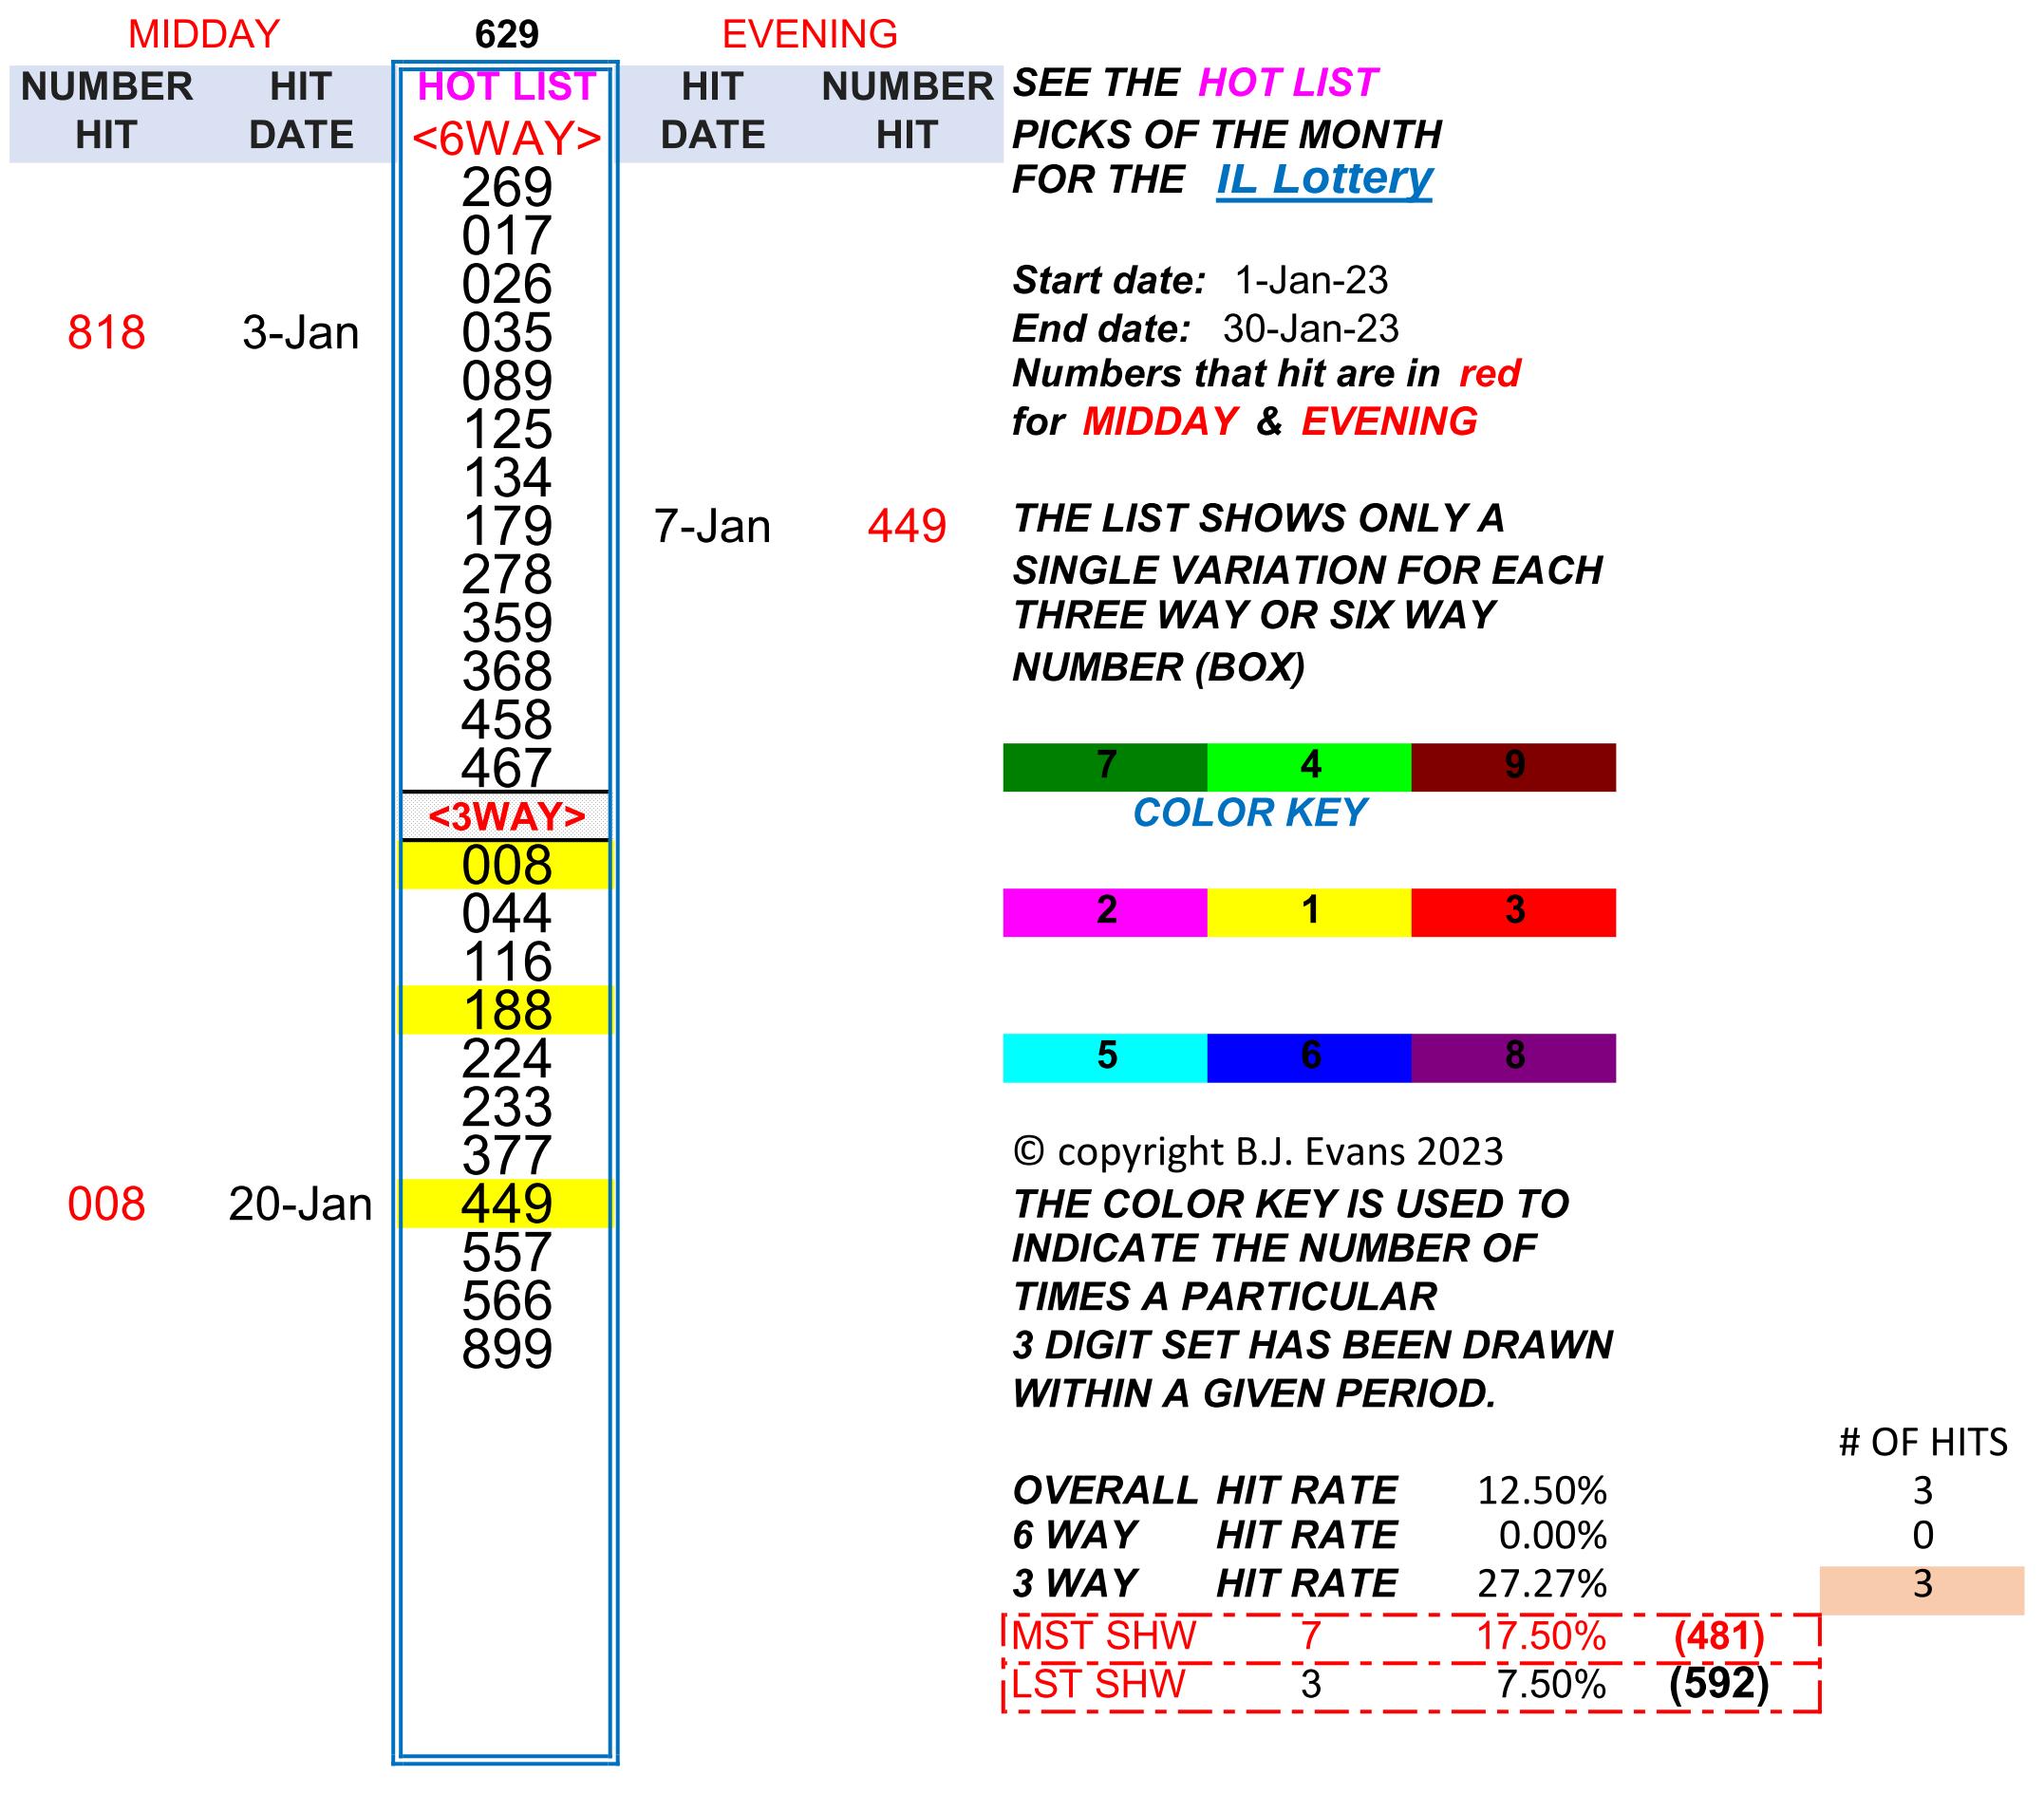 MIDDAY 629 EVENING
NUMBER HIT HOT LIST HIT NUMBER SEE THE HOT LIST
HIT DATE <6WAY> DATE HIT PICKS OF THE MONTH
269 FOR THE IL Lottery
017
026 Start date: 1-Jan-23
818 3-Jan 035 End date: 30-Jan-23
089 Numbers that hit are in red
125 for MIDDAY & EVENING
134
179 7-Jan 449 THE LIST SHOWS ONLY A
278 SINGLE VARIATION FOR EACH
359 THREE WAY OR SIX WAY
368 NUMBER (BOX)
458
467 7 4 9
<3WAY> COLOR KEY
008
044 2 1 3
116
188
224 5 6 8
233
377 © copyright B.J. Evans 2023
008 20-Jan 449 THE COLOR KEY IS USED TO
557 INDICATE THE NUMBER OF
566 TIMES A PARTICULAR
899 3 DIGIT SET HAS BEEN DRAWN
WITHIN A GIVEN PERIOD.
# OF HITS
OVERALL HIT RATE 12.50% 3
6 WAY HIT RATE 0.00% 0
3 WAY HIT RATE 27.27% 3
MST SHW 7 17.50% (481)
LST SHW 3 7.50% (592)